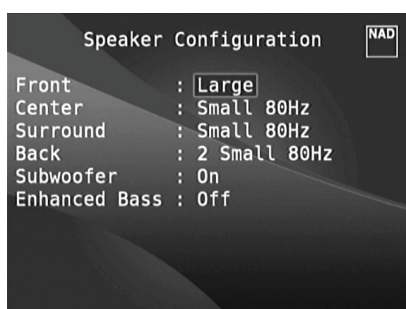 Speaker Configuration
NAD
Front : Large
Center : Small 80Hz
Surround : Small 80Hz
Back : 2 Small 80Hz
Subwoofer : On
Enhanced Bass : Off